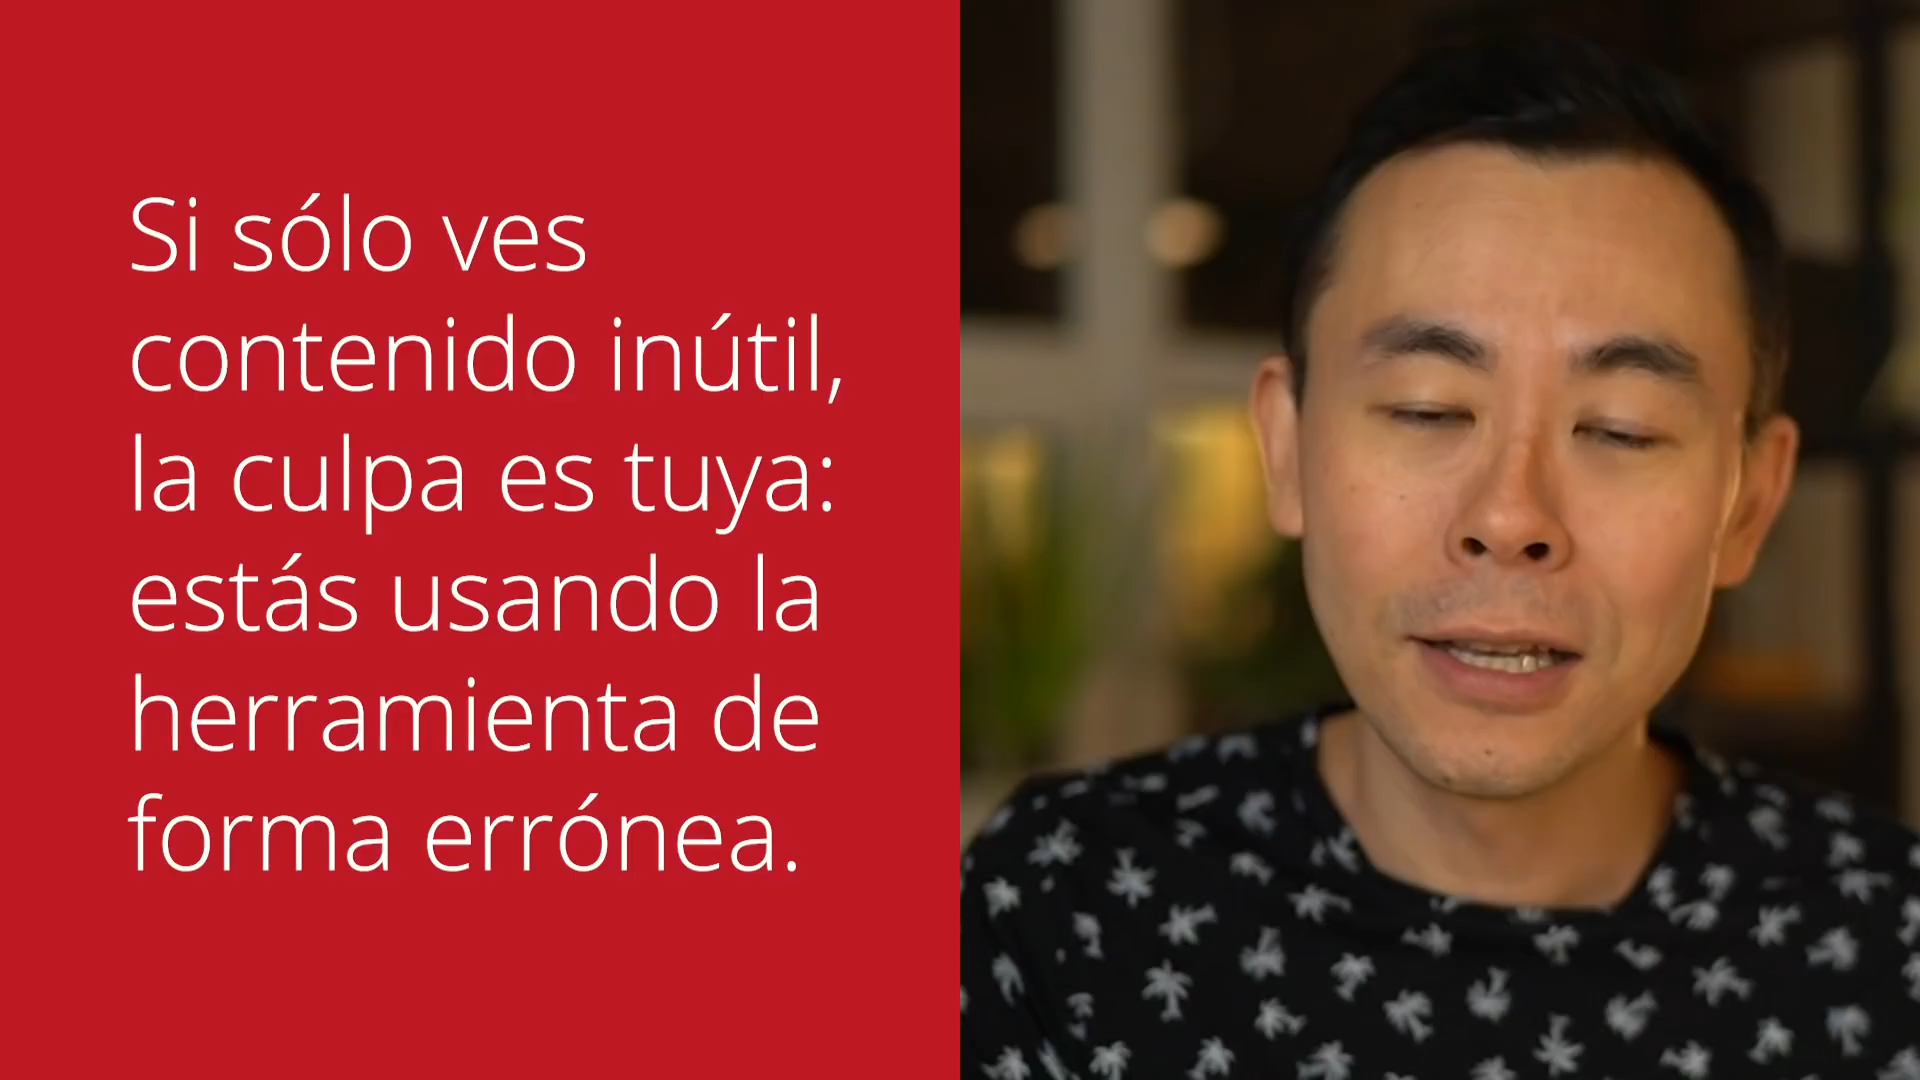 Si sólo ves
contenido inútil,
la culpa es tuya:
estás usando la
herramienta de
forma errónea.